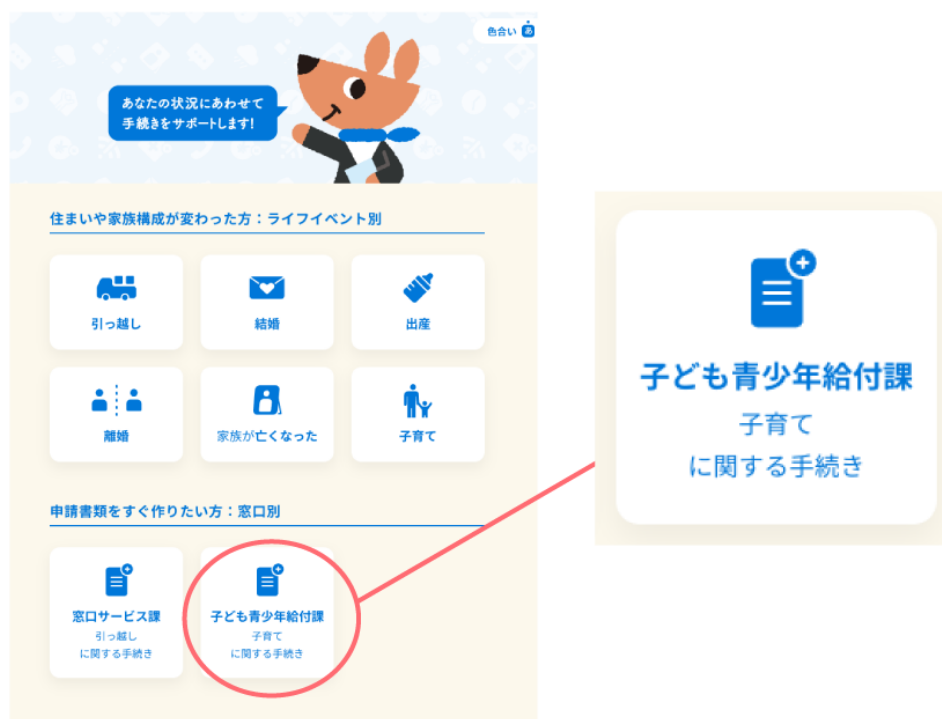 色合い あ
あなたの状況にあわせて
手続きをサポートします!
住まいや家族構成が変わった方：ライフイベント別
引っ越し
結婚
出産
離婚
家族が亡くなった
子育て
申請書類をすぐ作りたい方：窓口別
窓口サービス課
引っ越し
に関する手続き
子ども青少年給付課
子育て
に関する手続き
子ども青少年給付課
子育て
に関する手続き